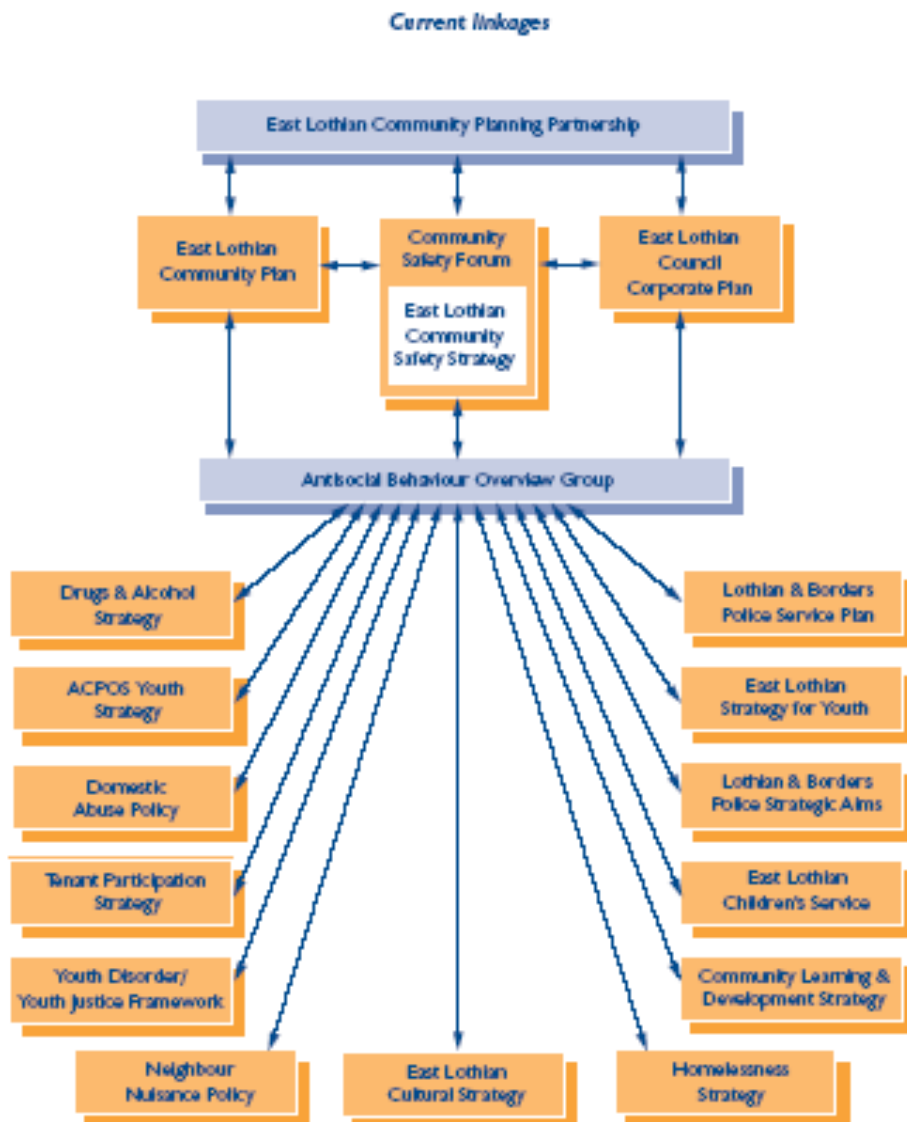 Current linkages
East Lothian Community Planning Partnership
East Lothian
Community Plan
Community
Safety Forum
East Lothian
Community
Safety Strategy
East Lothian
Council
Corporate Plan
Antisocial Behaviour Overview Group
Drugs & Alcohol
Strategy
Lothian & Borders
Police Service Plan
ACPOS Youth
Strategy
East Lothian
Strategy for Youth
Domestic
Abuse Policy
Lothian & Borders
Police Strategic Aims
Tenant Participation
Strategy
East Lothian
Children's Service
Youth Disorder/
Youth Justice Framework
Community Learning &
Development Strategy
Neighbour
Nuisance Policy
East Lothian
Cultural Strategy
Homelessness
Strategy